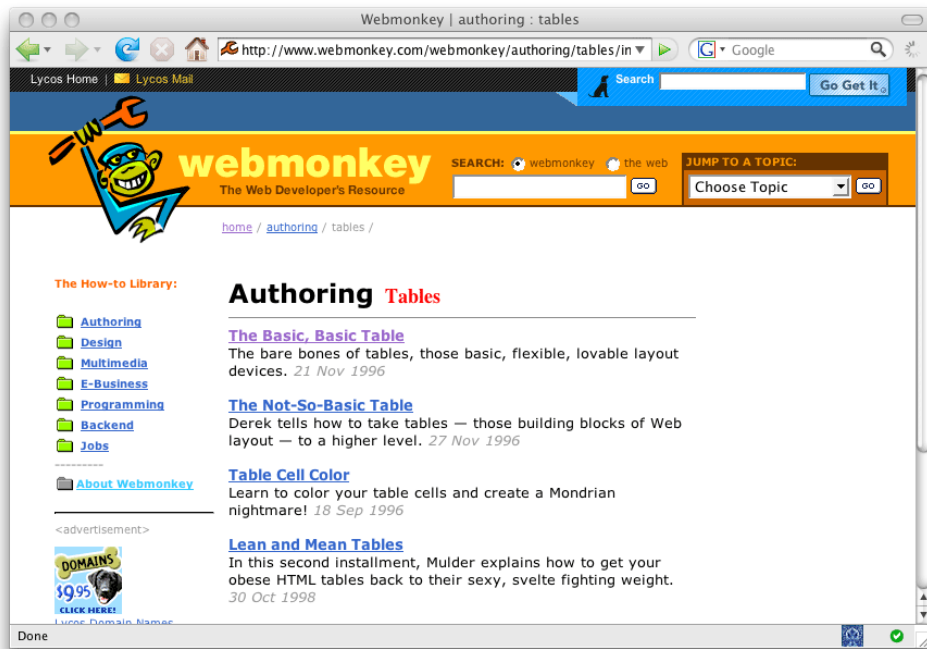 Webmonkey | authoring : tables
http://www.webmonkey.com/webmonkey/authoring/tables/in
G Google
Lycos Home | Lycos Mail
Search
Go Get It
webmonkey
The Web Developer's Resource
SEARCH: webmonkey the web
GO
JUMP TO A TOPIC:
Choose Topic
GO
home / authoring / tables /
The How-to Library:
Authoring
Design
Multimedia
E-Business
Programming
Backend
Jobs
---------
About Webmonkey
<advertisement>
DOMAINS
$9.95
CLICK HERE!
Lycos Domain Names
Authoring Tables
The Basic, Basic Table
The bare bones of tables, those basic, flexible, lovable layout
devices. 21 Nov 1996
The Not-So-Basic Table
Derek tells how to take tables — those building blocks of Web
layout — to a higher level. 27 Nov 1996
Table Cell Color
Learn to color your table cells and create a Mondrian
nightmare! 18 Sep 1996
Lean and Mean Tables
In this second installment, Mulder explains how to get your
obese HTML tables back to their sexy, svelte fighting weight.
30 Oct 1998
Done